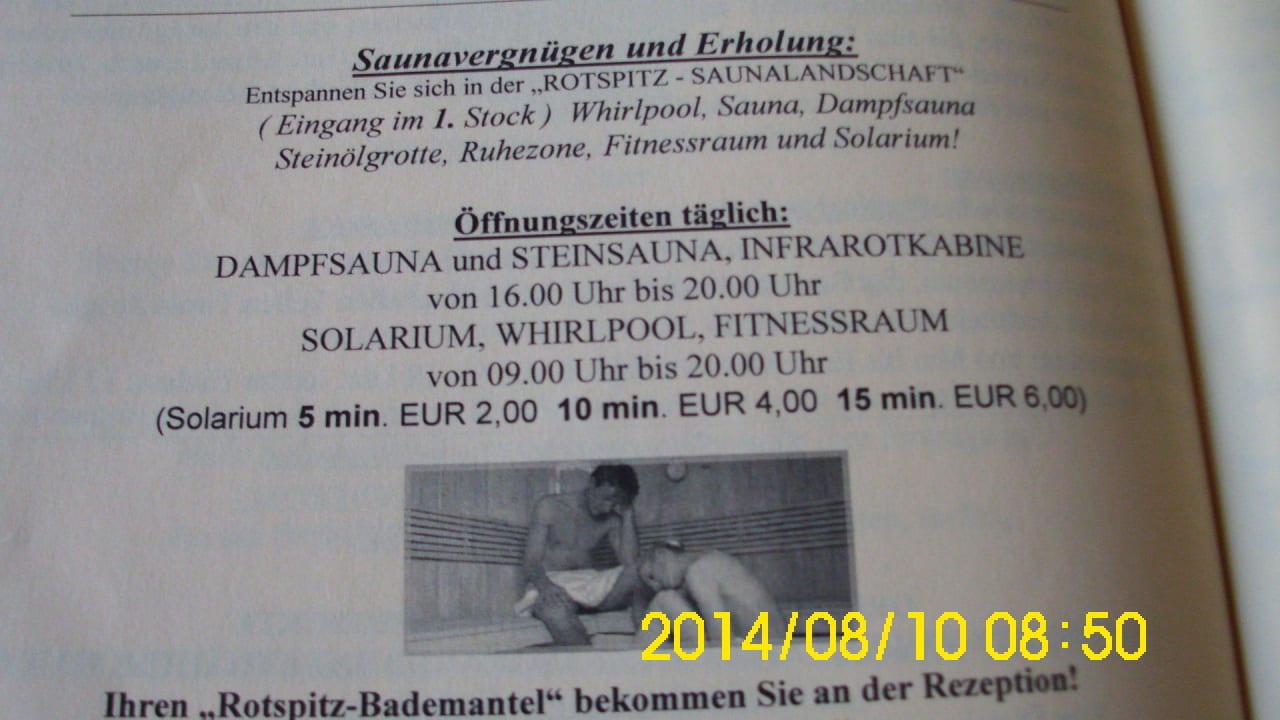 Saunavergnügen und Erholung:
Entspannen Sie sich in der „ROTSPITZ - SAUNALANDSCHAFT“
( Eingang im 1. Stock ) Whirlpool, Sauna, Dampfsauna
Steinölgrotte, Ruhezone, Fitnessraum und Solarium!
Öffnungszeiten täglich:
DAMPFSAUNA und STEINSAUNA, INFRAROTKABINE
von 16.00 Uhr bis 20.00 Uhr
SOLARIUM, WHIRLPOOL, FITNESSRAUM
von 09.00 Uhr bis 20.00 Uhr
(Solarium 5 min. EUR 2,00 10 min. EUR 4,00 15 min. EUR 6,00)
2014/08/10 08:50
Ihren „Rotspitz-Bademantel“ bekommen Sie an der Rezeption!